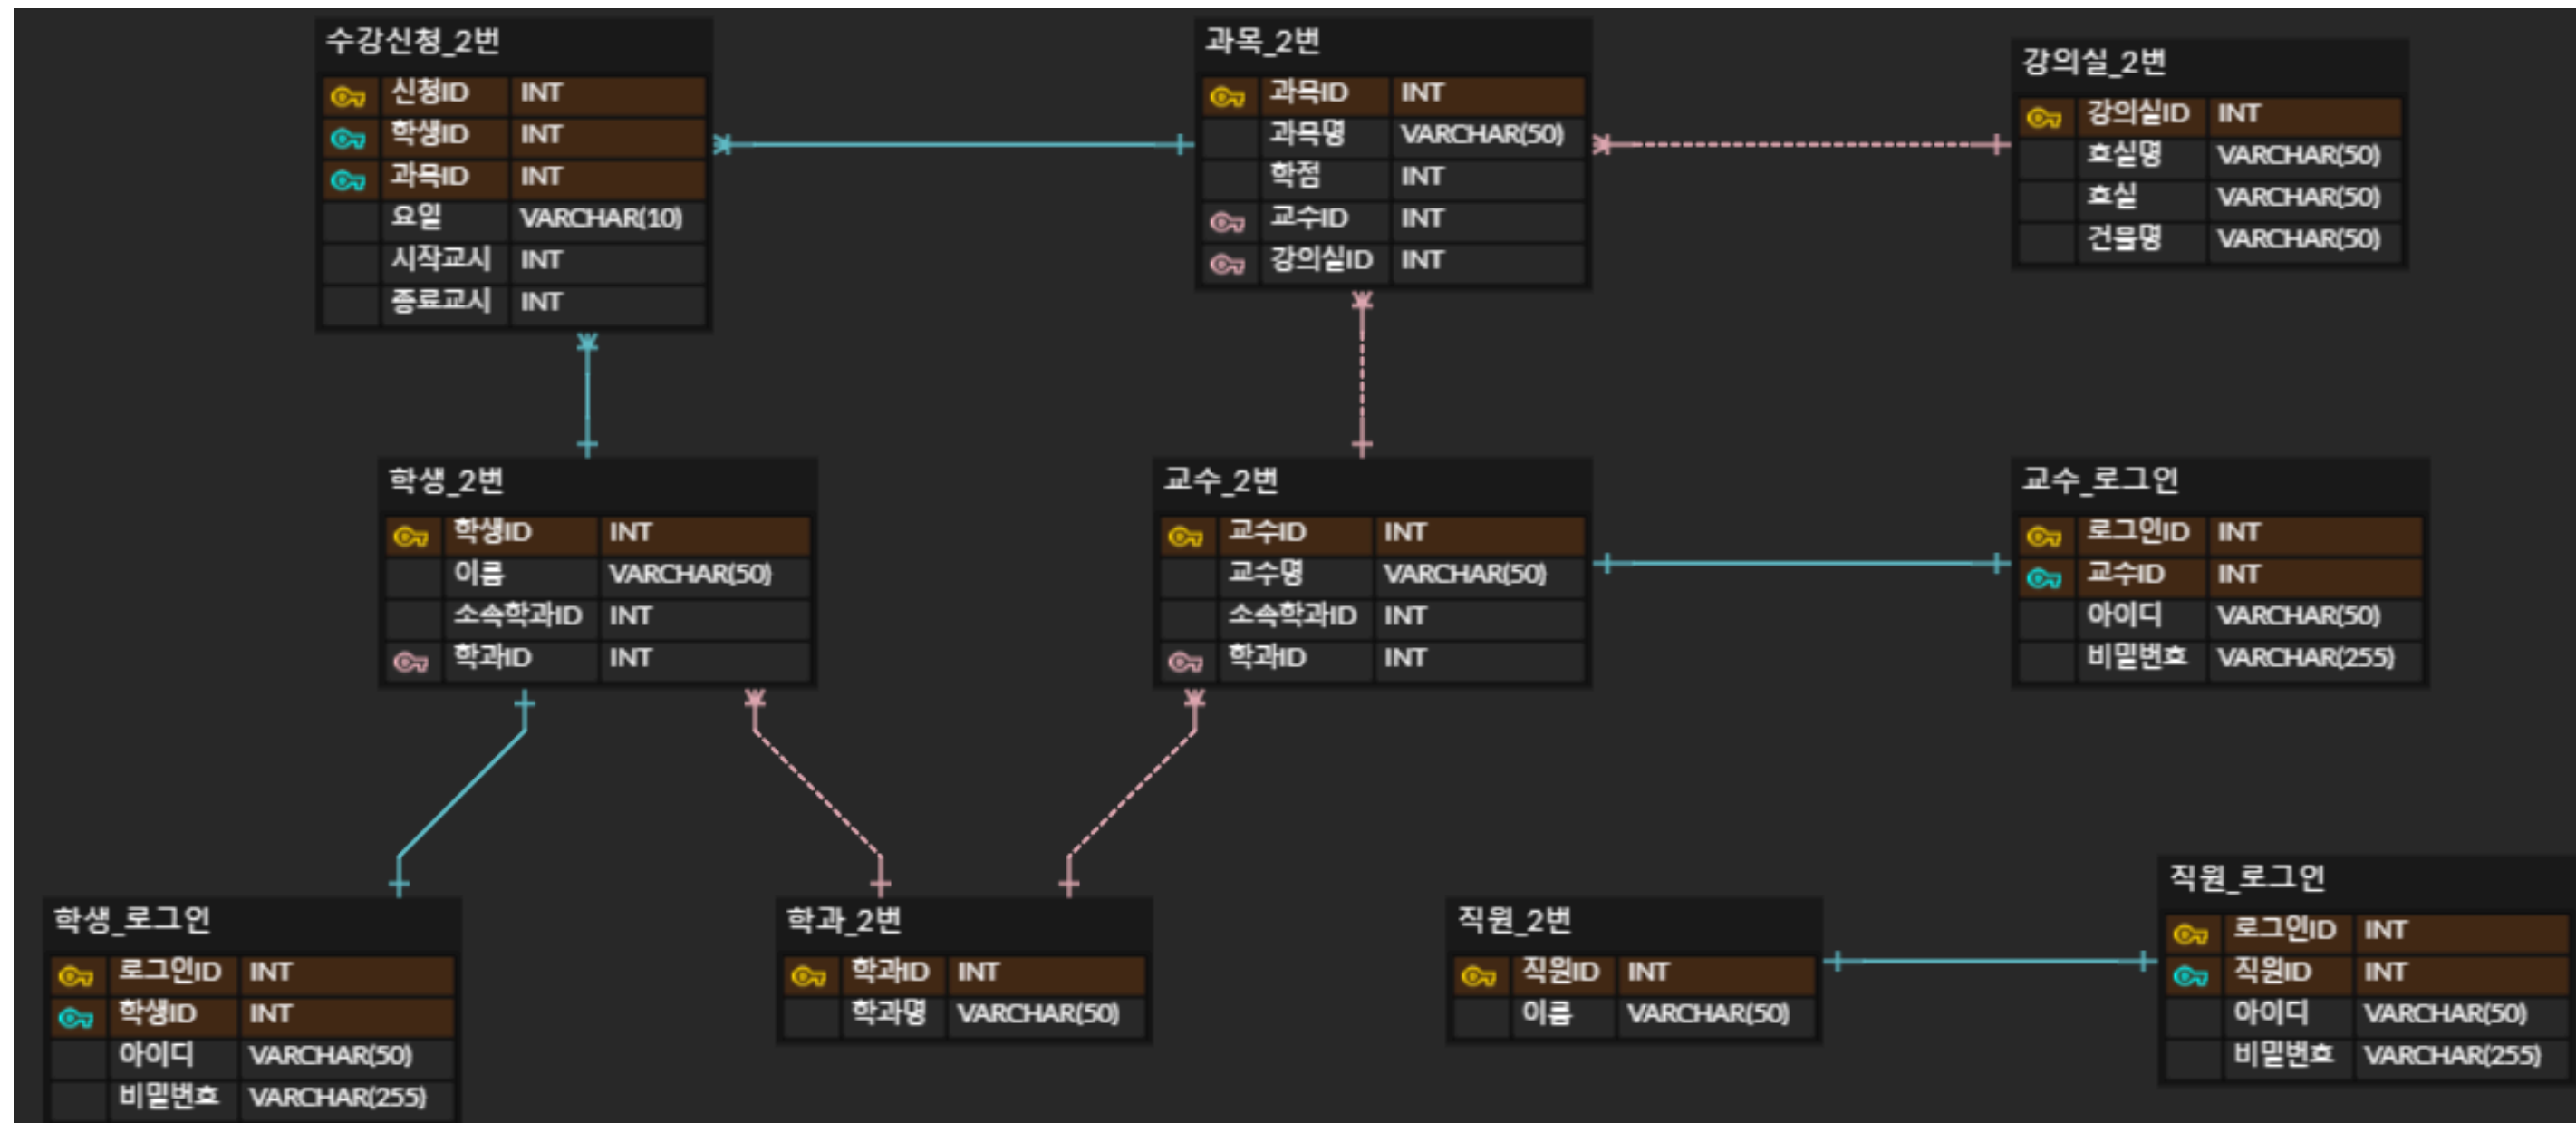 수강신청_2번
신청ID INT
학생ID INT
과목ID INT
요일 VARCHAR(10)
시작교시 INT
종료교시 INT
과목_2번
과목ID INT
과목명 VARCHAR(50)
학점 INT
교수ID INT
강의실ID INT
강의실_2번
강의실ID INT
호실명 VARCHAR(50)
호실 VARCHAR(50)
건물명 VARCHAR(50)
학생_2번
학생ID INT
이름 VARCHAR(50)
소속학과ID INT
학과ID INT
교수_2번
교수ID INT
교수명 VARCHAR(50)
소속학과ID INT
학과ID INT
교수_로그인
로그인ID INT
교수ID INT
아이디 VARCHAR(50)
비밀번호 VARCHAR(255)
학생_로그인
로그인ID INT
학생ID INT
아이디 VARCHAR(50)
비밀번호 VARCHAR(255)
학과_2번
학과ID INT
학과명 VARCHAR(50)
직원_2번
직원ID INT
이름 VARCHAR(50)
직원_로그인
로그인ID INT
직원ID INT
아이디 VARCHAR(50)
비밀번호 VARCHAR(255)